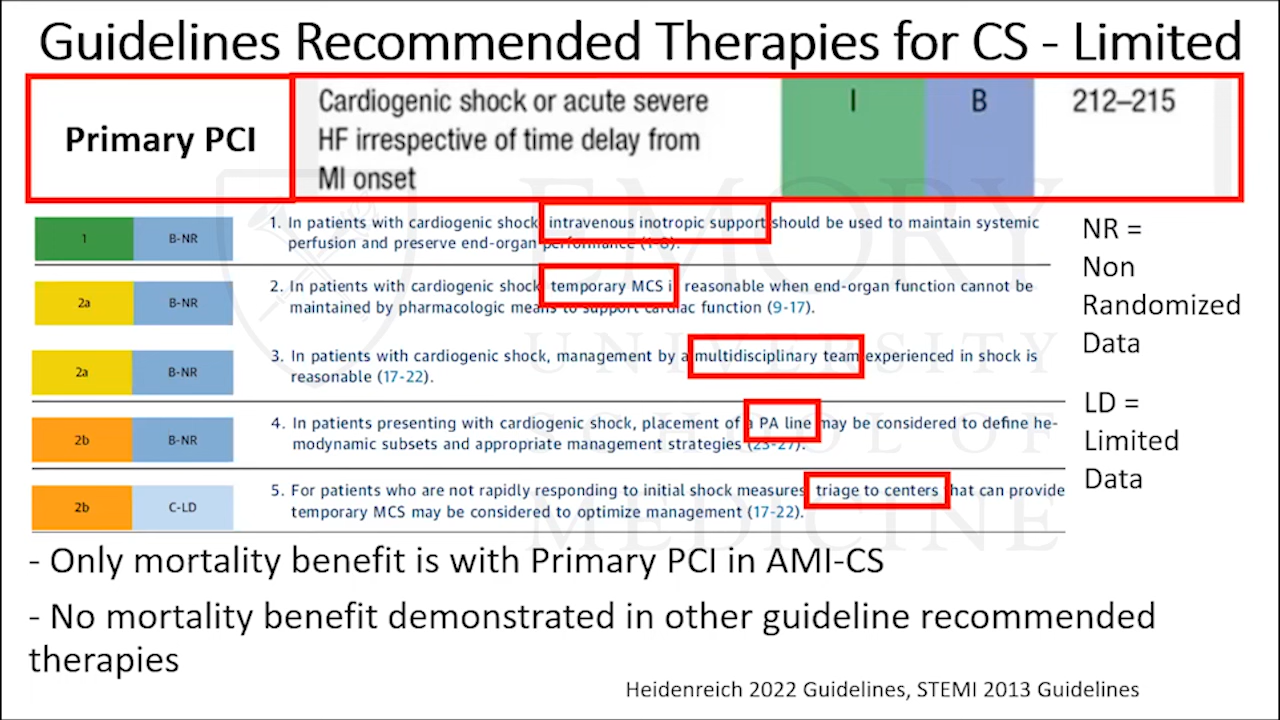 Guidelines Recommended Therapies for CS - Limited
Primary PCI
Cardiogenic shock or acute severe
HF irrespective of time delay from
MI onset
I
B
212–215
1
B-NR
1. In patients with cardiogenic shock, intravenous inotropic support should be used to maintain systemic
perfusion and preserve end-organ performance (1-8).
2a
B-NR
2. In patients with cardiogenic shock, temporary MCS is reasonable when end-organ function cannot be
maintained by pharmacologic means to support cardiac function (9-17).
2a
B-NR
3. In patients with cardiogenic shock, management by a multidisciplinary team experienced in shock is
reasonable (17-22).
2b
B-NR
4. In patients presenting with cardiogenic shock, placement of a PA line may be considered to define he-
modynamic subsets and appropriate management strategies (23-27).
2b
C-LD
5. For patients who are not rapidly responding to initial shock measures, triage to centers that can provide
temporary MCS may be considered to optimize management (17-22).
NR =
Non
Randomized
Data
LD =
Limited
Data
- Only mortality benefit is with Primary PCI in AMI-CS
- No mortality benefit demonstrated in other guideline recommended
therapies
Heidenreich 2022 Guidelines, STEMI 2013 Guidelines
EMORY
UNIVERSITY
SCHOOL OF
MEDICINE